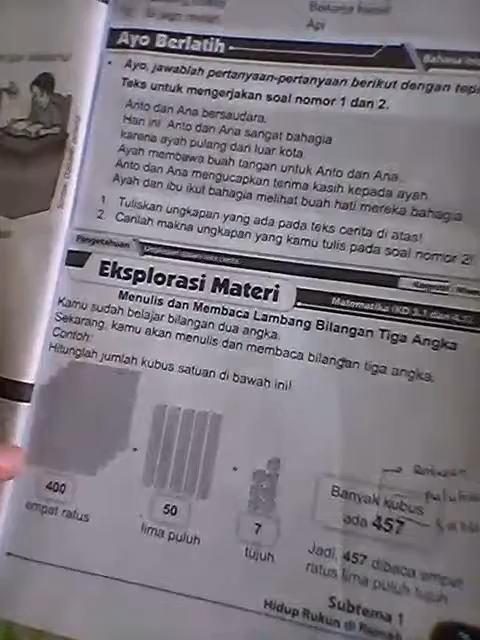 Api
Ayo Berlatih
Ayo, jawablah pertanyaan-pertanyaan berikut dengan
Teks untuk mengerjakan soal nomor 1 dan 2.
Anto dan Ana bersaudara.
Hari ini Anto dan Ana sangat bahagia
karena ayah pulang dari luar kota.
Ayah membawa buah tangan untuk Anto dan Ana.
Anto dan Ana mengucapkan terima kasih kepada ayah.
Ayah dan ibu ikut bahagia melihat buah hati mereka bahagia
1. Tuliskan ungkapan yang ada pada teks cerita di atas!
2. Carilah makna ungkapan yang kamu tulis pada soal nomor 2!
Pengetahuan
Eksplorasi Materi
Matematika (KD 3.1 dan 4.1)
Menulis dan Membaca Lambang Bilangan Tiga Angka
Kamu sudah belajar bilangan dua angka.
Sekarang, kamu akan menulis dan membaca bilangan tiga angka.
Contoh:
Hitunglah jumlah kubus satuan di bawah ini!
400
empat ratus
50
lima puluh
7
tujuh
Banyak kubus
ada 457
Jadi, 457 dibaca empat
ratus lima puluh tujuh
Subtema 1
Hidup Rukun di